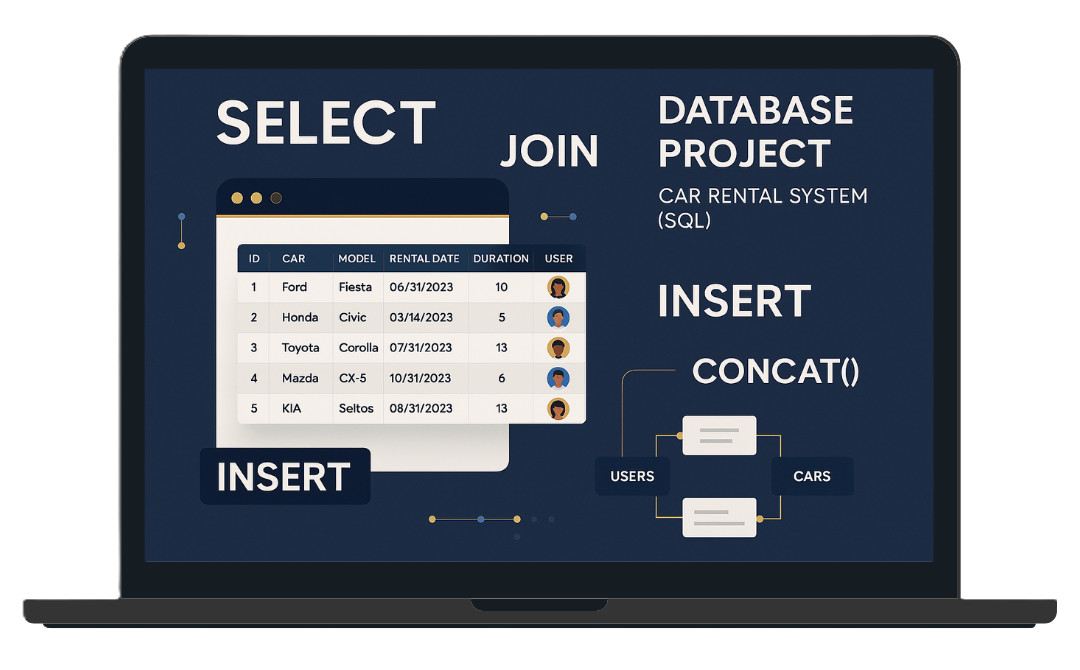 SELECT
JOIN
DATABASE
PROJECT
CAR RENTAL SYSTEM
(SQL)
ID CAR MODEL RENTAL DATE DURATION USER
1 Ford Fiesta 06/31/2023 10
2 Honda Civic 03/14/2023 5
3 Toyota Corolla 07/31/2023 13
4 Mazda CX-5 10/31/2023 6
5 KIA Seltos 08/31/2023 13
INSERT
INSERT
CONCAT()
USERS
CARS